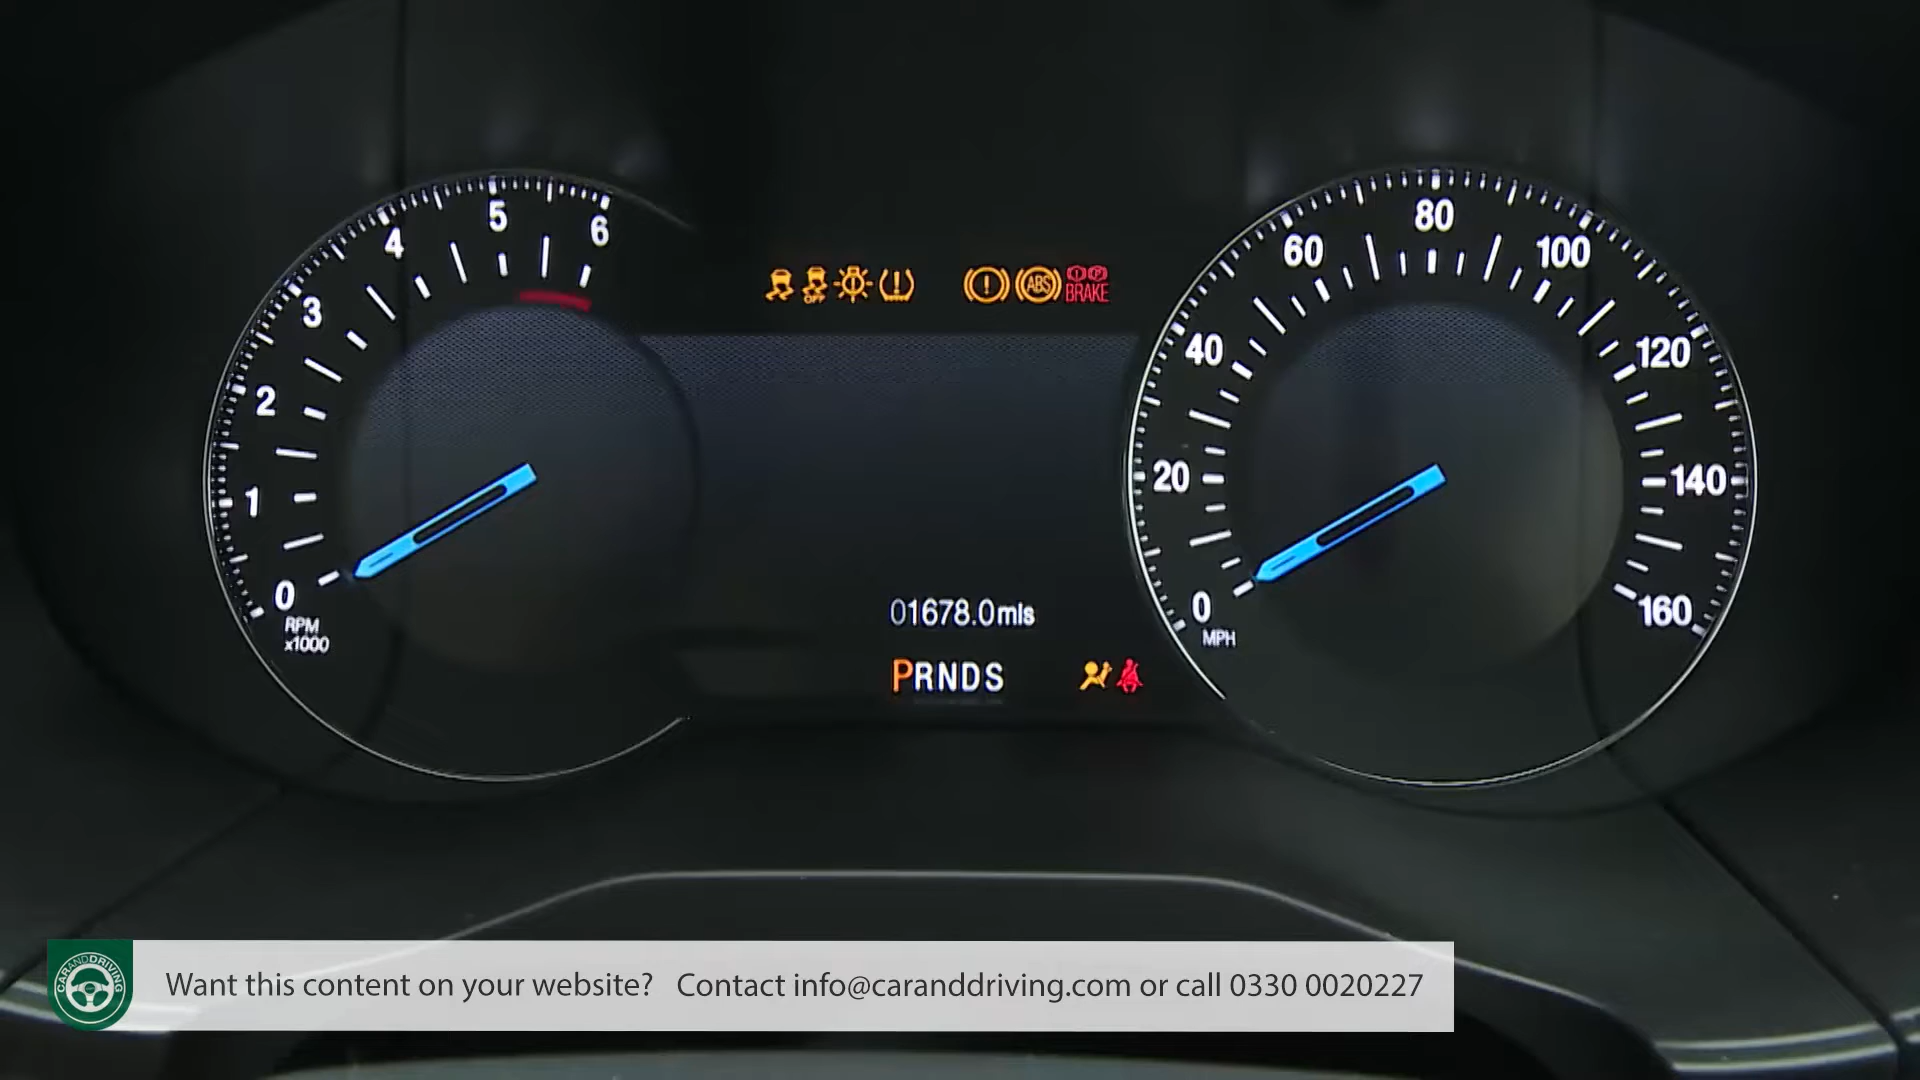 0
1
2
3
4
5
6
RPM
x1000
OFF
ABS
BRAKE
01678.0mls
PRNDS
0
20
40
60
80
100
120
140
160
MPH
CARANDDRIVING
Want this content on your website? Contact info@caranddriving.com or call 0330 0020227